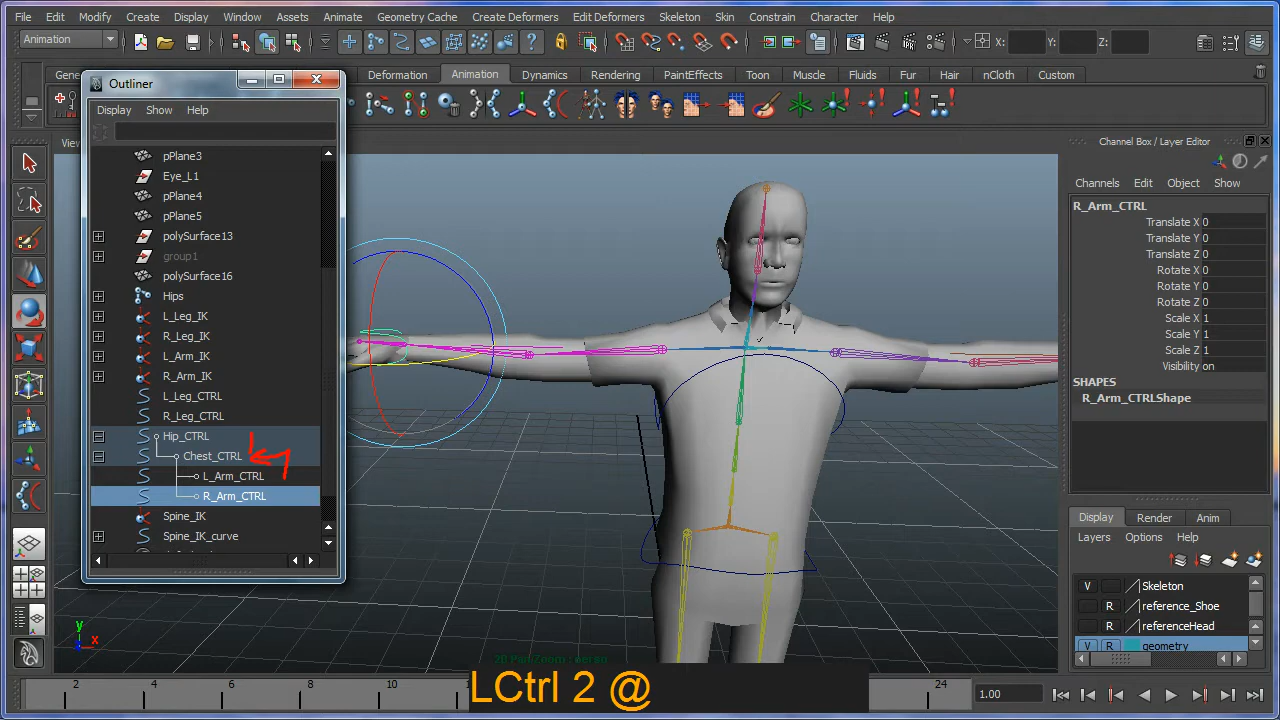 File Edit Modify Create Display Window Assets Animate Geometry Cache Create Deformers Edit Deformers Skeleton Skin Constrain Character Help
Animation X: Y: Z:
Outliner
Deformation Animation Dynamics Rendering PaintEffects Toon Muscle Fluids Fur Hair nCloth Custom
Display Show Help
pPlane3
Eye_L1
pPlane4
pPlane5
polySurface13
group1
polySurface16
Hips
L_Leg_IK
R_Leg_IK
L_Arm_IK
R_Arm_IK
L_Leg_CTRL
R_Leg_CTRL
Hip_CTRL
Chest_CTRL
L_Arm_CTRL
R_Arm_CTRL
Spine_IK
Spine_IK_curve
Channel Box / Layer Editor
Channels Edit Object Show
R_Arm_CTRL
Translate X 0
Translate Y 0
Translate Z 0
Rotate X 0
Rotate Y 0
Rotate Z 0
Scale X 1
Scale Y 1
Scale Z 1
Visibility on
SHAPES
R_Arm_CTRLShape
Display Render Anim
Layers Options Help
V Skeleton
R reference_Shoe
R referenceHead
V R geometry
y
x
2D Pan/Zoom : persp
LCtrl 2 @
2 4 6 8 10 24 1.00